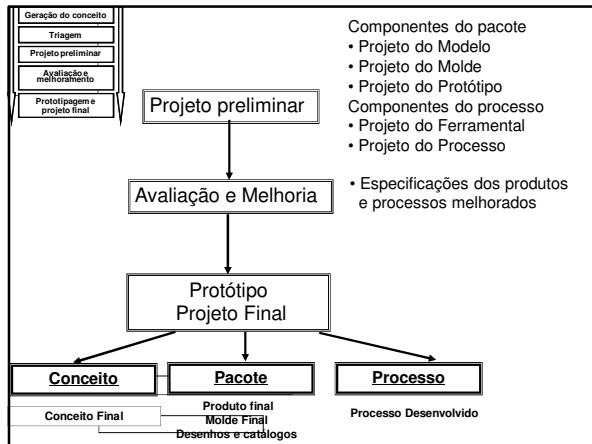 Geração do conceito
Triagem
Projeto preliminar
Avaliação e
melhoramento
Prototipagem e
projeto final
Componentes do pacote
• Projeto do Modelo
• Projeto do Molde
• Projeto do Protótipo
Componentes do processo
• Projeto do Ferramental
• Projeto do Processo
• Especificações dos produtos
e processos melhorados
Projeto preliminar
Avaliação e Melhoria
Protótipo
Projeto Final
Conceito
Pacote
Processo
Conceito Final
Produto final
Molde Final
Desenhos e catálogos
Processo Desenvolvido